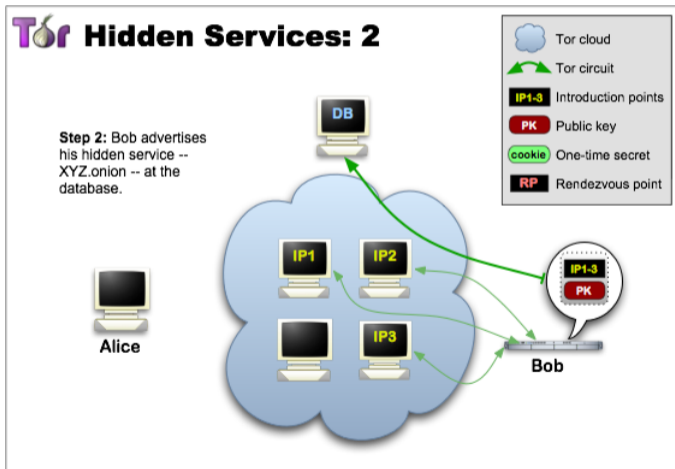 Tor Hidden Services: 2
Tor cloud
Tor circuit
IP1-3 Introduction points
PK Public key
cookie One-time secret
RP Rendezvous point
Step 2: Bob advertises
his hidden service --
XYZ.onion -- at the
database.
DB
IP1 IP2
IP3
IP1-3
PK
Alice
Bob